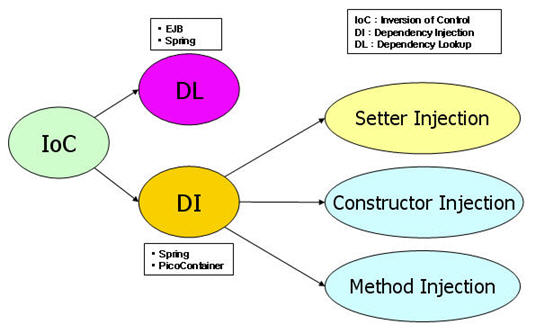 • EJB
• Spring
IoC : Inversion of Control
DI : Dependency Injection
DL : Dependency Lookup
DL
Setter Injection
IoC
DI
Constructor Injection
• Spring
• PicoContainer
Method Injection